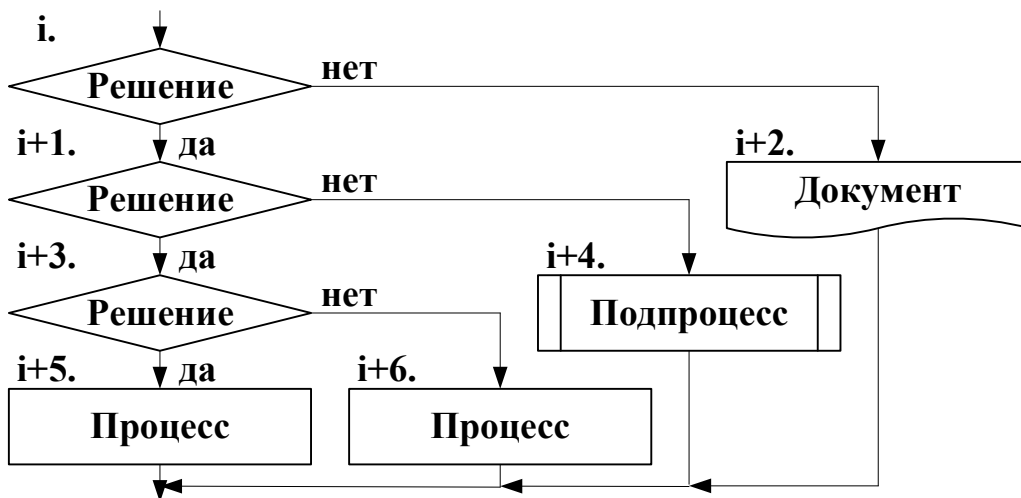 i.
Решение
нет
i+1.
да
i+2.
Решение
нет
Документ
i+3.
да
i+4.
Решение
нет
Подпроцесс
i+5.
да
i+6.
Процесс
Процесс